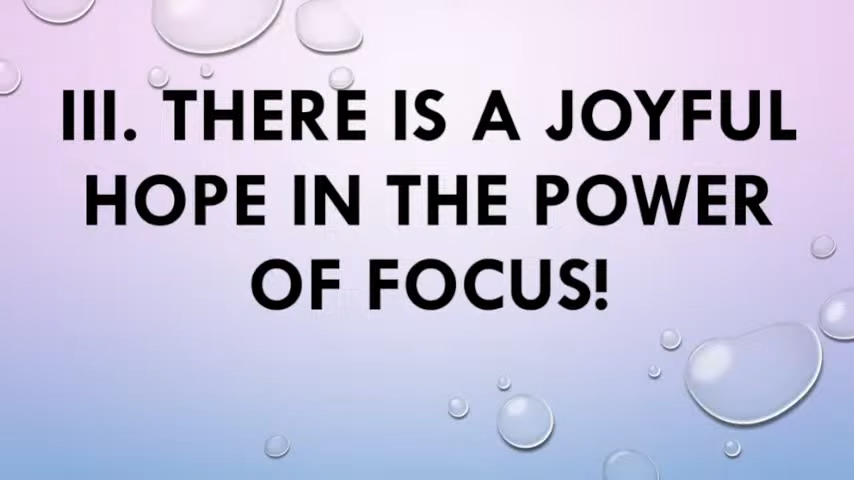 III. THERE IS A JOYFUL
HOPE IN THE POWER
OF FOCUS!